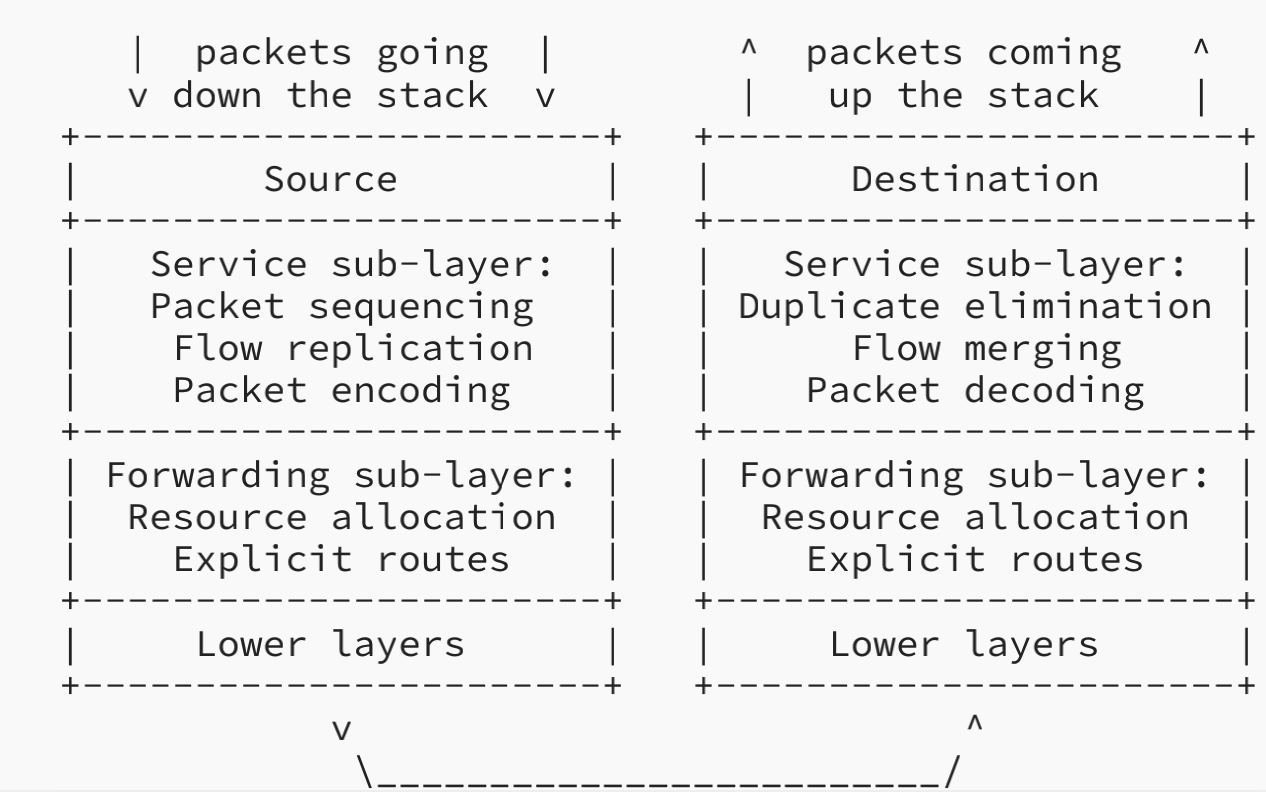 |  packets going  |        ^  packets coming   ^
   v down the stack  v        |   up the stack    |
+-----------------------+   +-----------------------+
|        Source         |   |      Destination      |
+-----------------------+   +-----------------------+
|   Service sub-layer:  |   |   Service sub-layer:  |
|   Packet sequencing   |   | Duplicate elimination |
|    Flow replication   |   |      Flow merging     |
|    Packet encoding    |   |    Packet decoding    |
+-----------------------+   +-----------------------+
| Forwarding sub-layer: |   | Forwarding sub-layer: |
|  Resource allocation  |   |  Resource allocation  |
|    Explicit routes    |   |    Explicit routes    |
+-----------------------+   +-----------------------+
|     Lower layers      |   |     Lower layers      |
+-----------------------+   +-----------------------+
            v                           ^
             \_________________________/